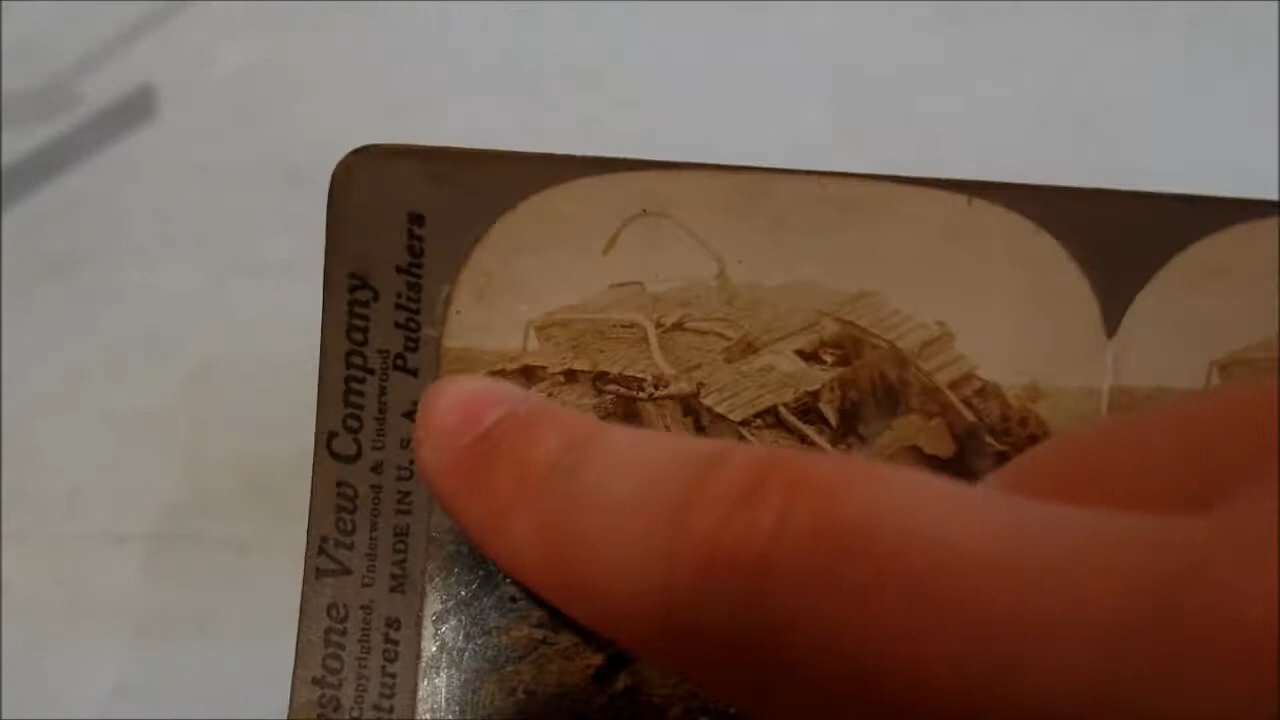 stone View Company
Copyrighted, Underwood & Underwood
turers MADE IN U. S. A. Publishers